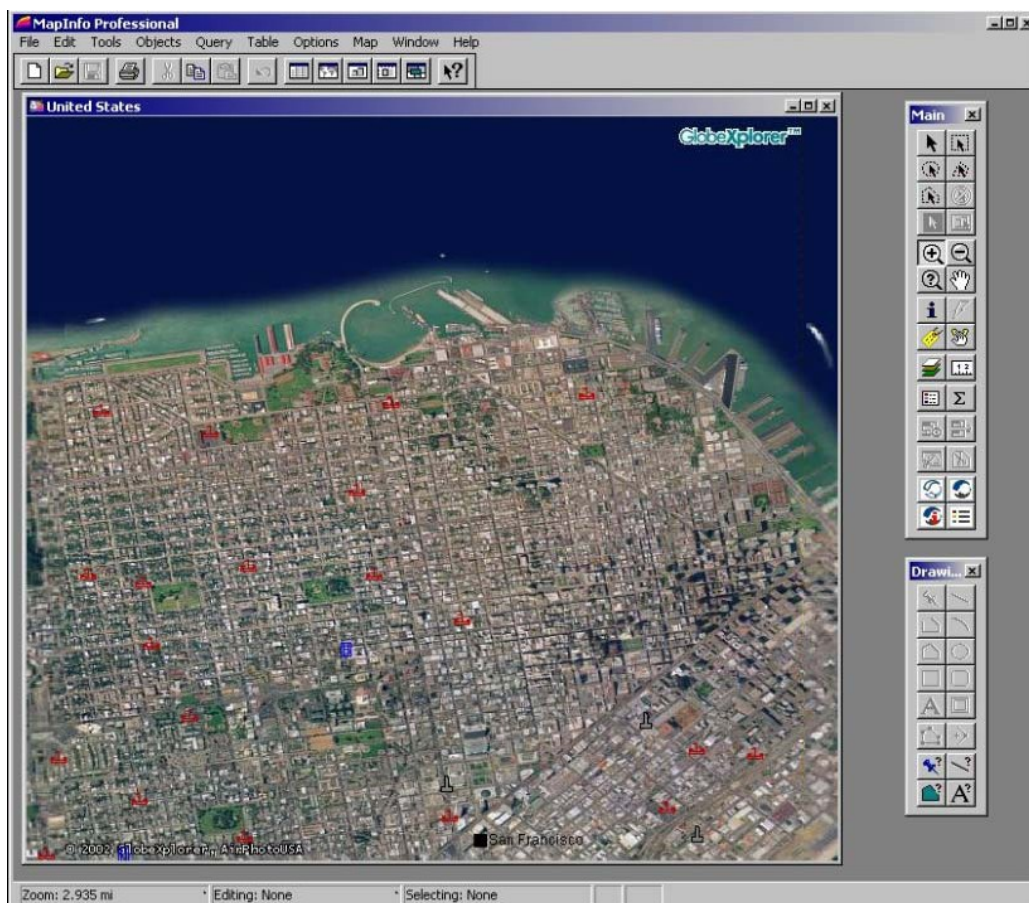 MapInfo Professional
File Edit Tools Objects Query Table Options Map Window Help
United States
GlobeXplorer™
Main
Drawi...
San Francisco
© 2002, GlobeXplorer, AirPhotoUSA
Zoom: 2.935 mi
Editing: None
Selecting: None